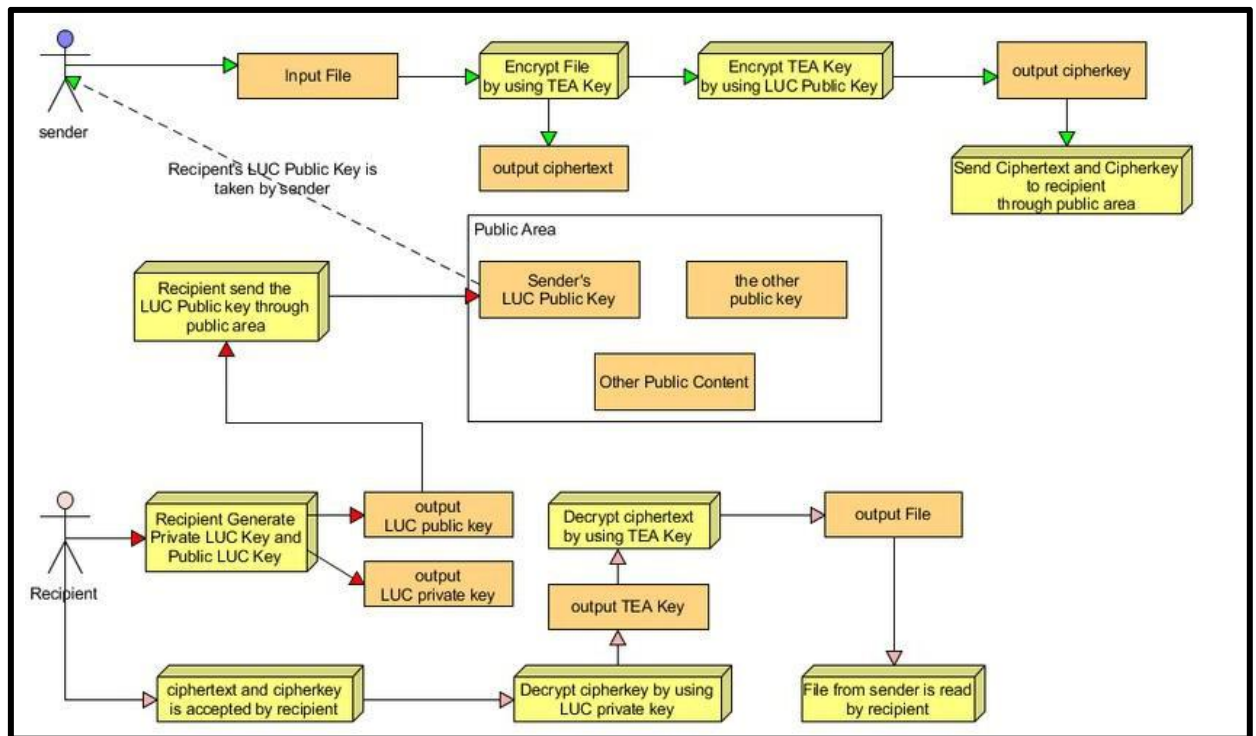 sender
Input File
Encrypt File
by using TEA Key
Encrypt TEA Key
by using LUC Public Key
output cipherkey
output ciphertext
Send Ciphertext and Cipherkey
to recipient
through public area
Recipent's LUC Public Key is
taken by sender
Public Area
Sender's
LUC Public Key
the other
public key
Other Public Content
Recipient send the
LUC Public key through
public area
Recipient
Recipient Generate
Private LUC Key and
Public LUC Key
output
LUC public key
output
LUC private key
Decrypt ciphertext
by using TEA Key
output File
output TEA Key
ciphertext and cipherkey
is accepted by recipient
Decrypt cipherkey by using
LUC private key
File from sender is read
by recipient